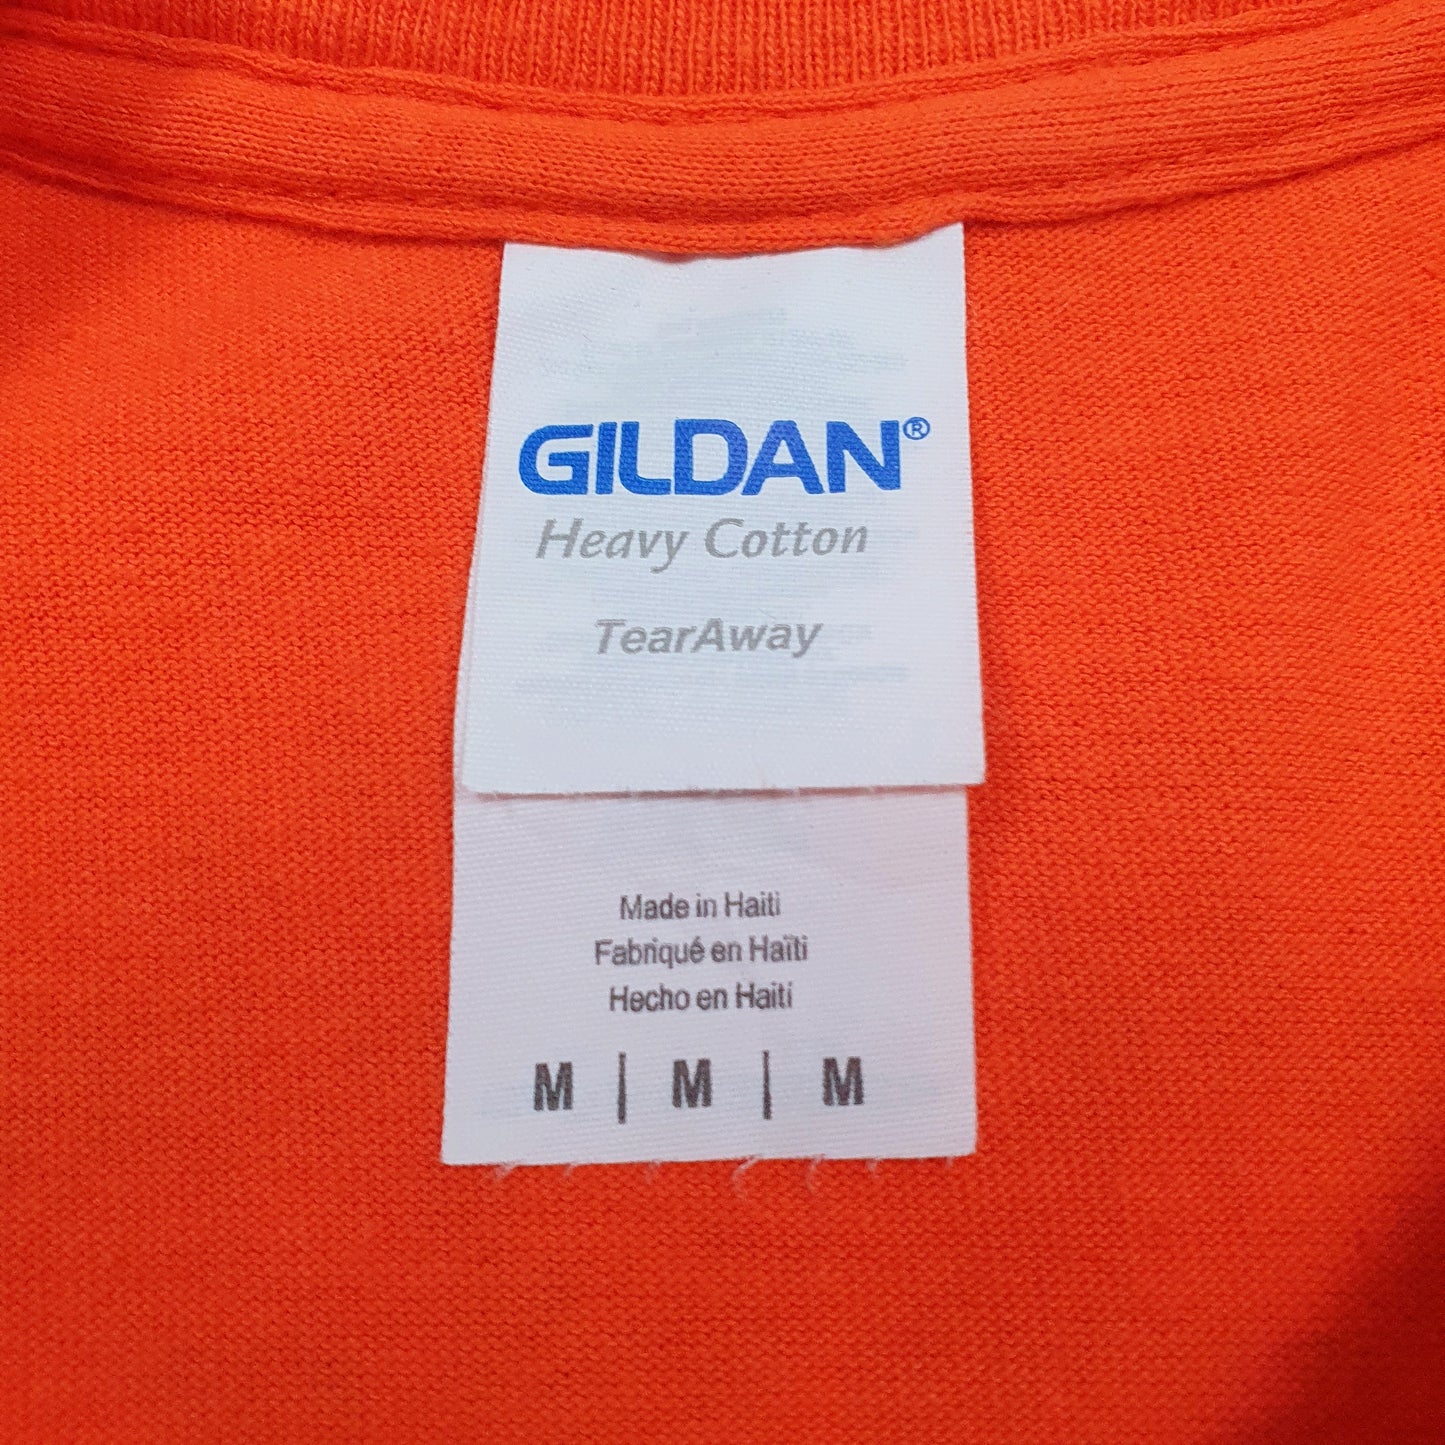 GILDAN®
Heavy Cotton
TearAway
Made in Haiti
Fabriqué en Haïti
Hecho en Haití
M | M | M